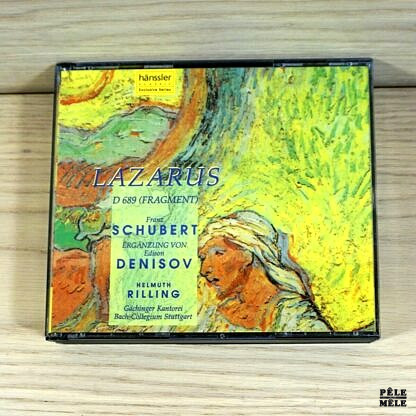 hänssler
CLASSIC
Exclusive Series
LAZARUS
D 689 (FRAGMENT)
Franz
SCHUBERT
ERGÄNZUNG VON
Edison
DENISOV
HELMUTH
RILLING
Gächinger Kantorei
Bach-Collegium Stuttgart
PÊLE
MÊLE